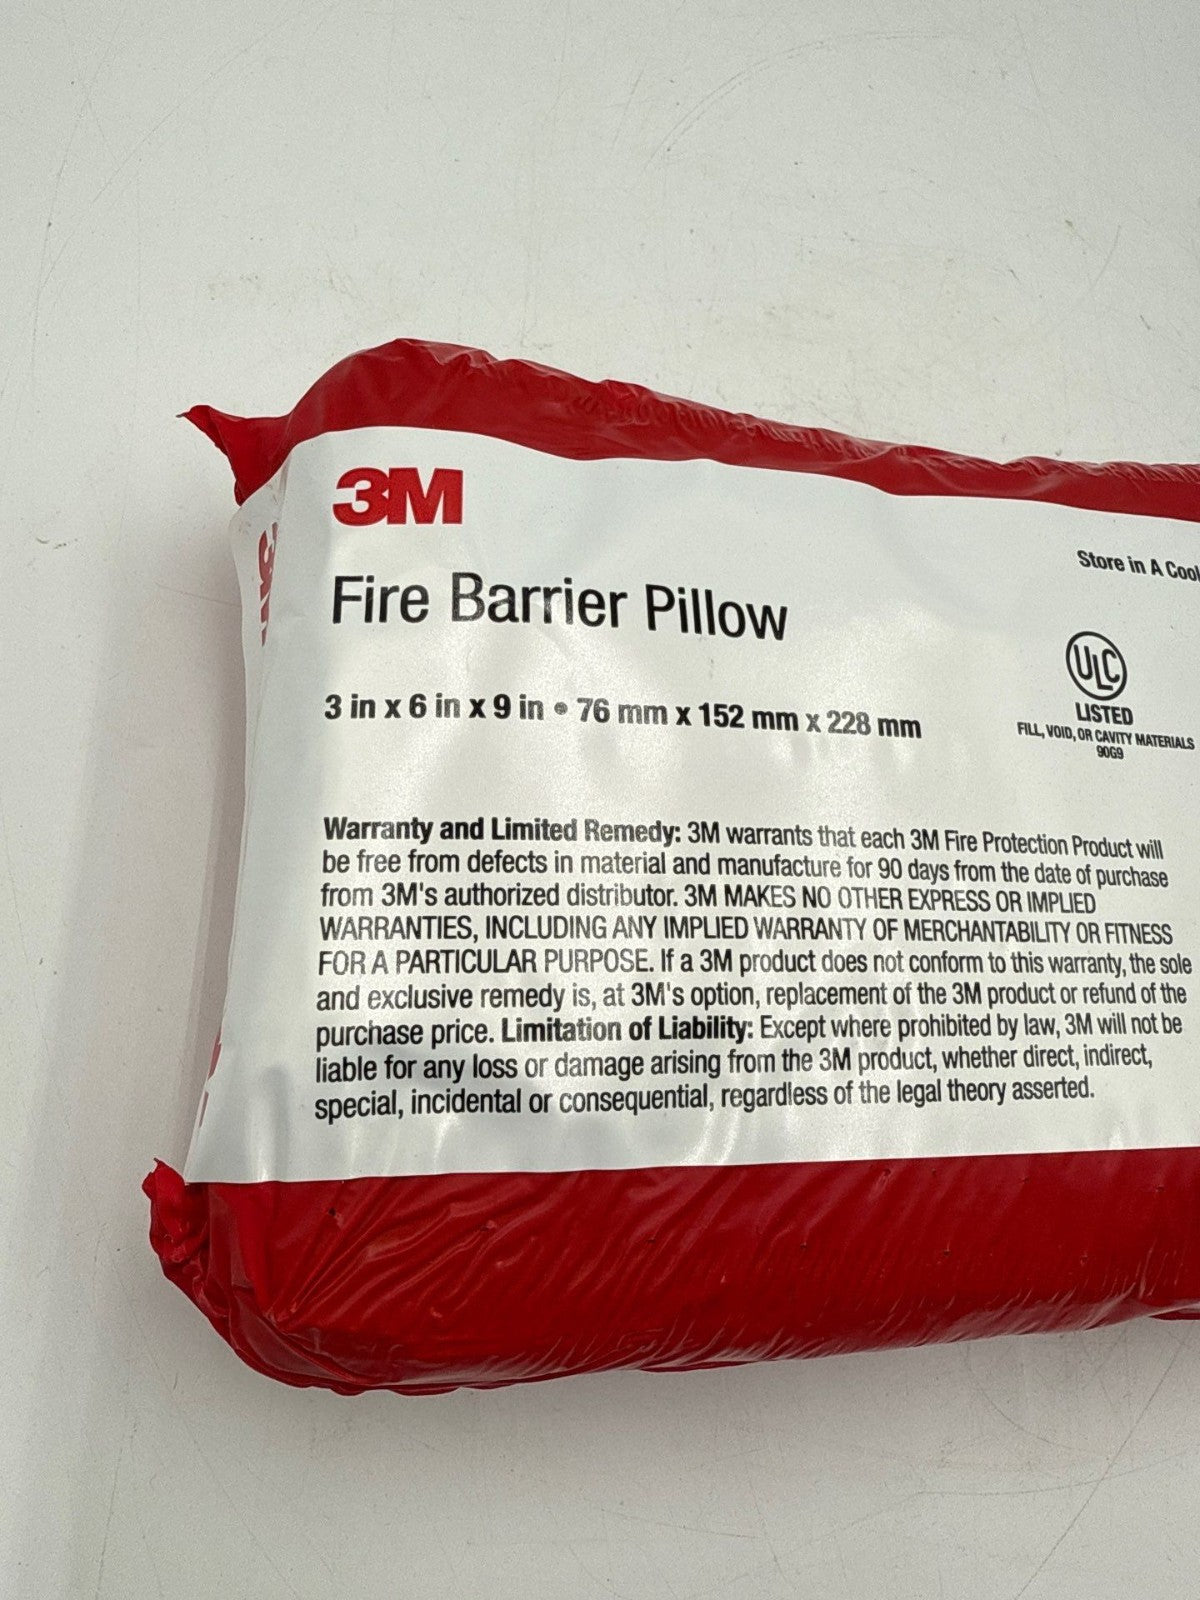 3M
Fire Barrier Pillow
3 in x 6 in x 9 in • 76 mm x 152 mm x 228 mm
Store in A Cool
ULC
LISTED
FILL, VOID, OR CAVITY MATERIALS
90G9
Warranty and Limited Remedy: 3M warrants that each 3M Fire Protection Product will
be free from defects in material and manufacture for 90 days from the date of purchase
from 3M's authorized distributor. 3M MAKES NO OTHER EXPRESS OR IMPLIED
WARRANTIES, INCLUDING ANY IMPLIED WARRANTY OF MERCHANTABILITY OR FITNESS
FOR A PARTICULAR PURPOSE. If a 3M product does not conform to this warranty, the sole
and exclusive remedy is, at 3M's option, replacement of the 3M product or refund of the
purchase price. Limitation of Liability: Except where prohibited by law, 3M will not be
liable for any loss or damage arising from the 3M product, whether direct, indirect,
special, incidental or consequential, regardless of the legal theory asserted.
3M